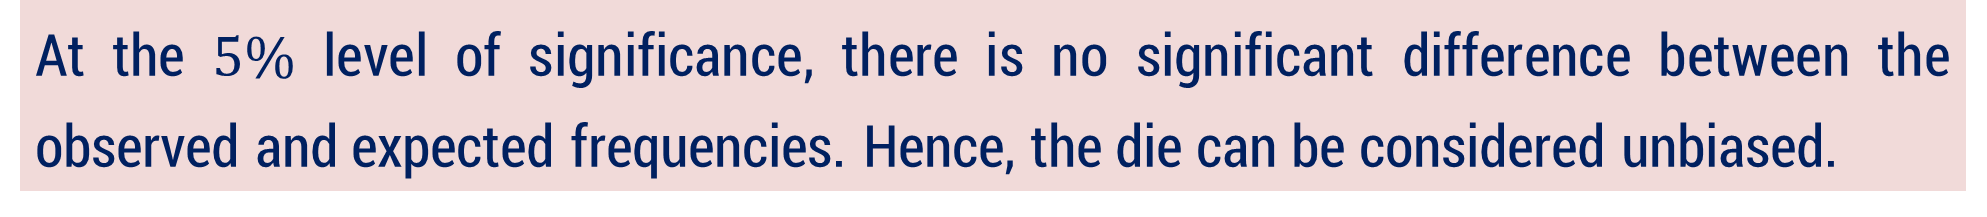 At the 5% level of significance, there is no significant difference between the
observed and expected frequencies. Hence, the die can be considered unbiased.